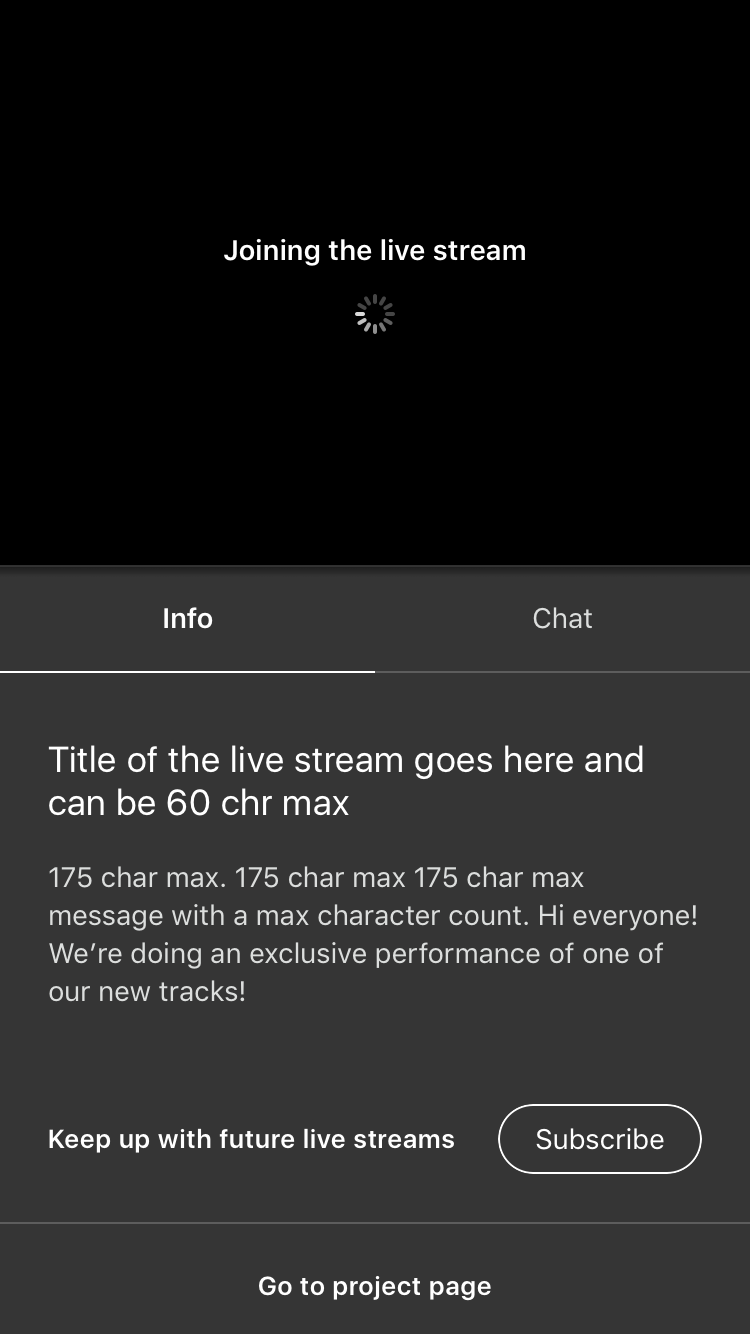 Joining the live stream
Info
Chat
Title of the live stream goes here and
can be 60 chr max
175 char max. 175 char max 175 char max
message with a max character count. Hi everyone!
We’re doing an exclusive performance of one of
our new tracks!
Keep up with future live streams
Subscribe
Go to project page